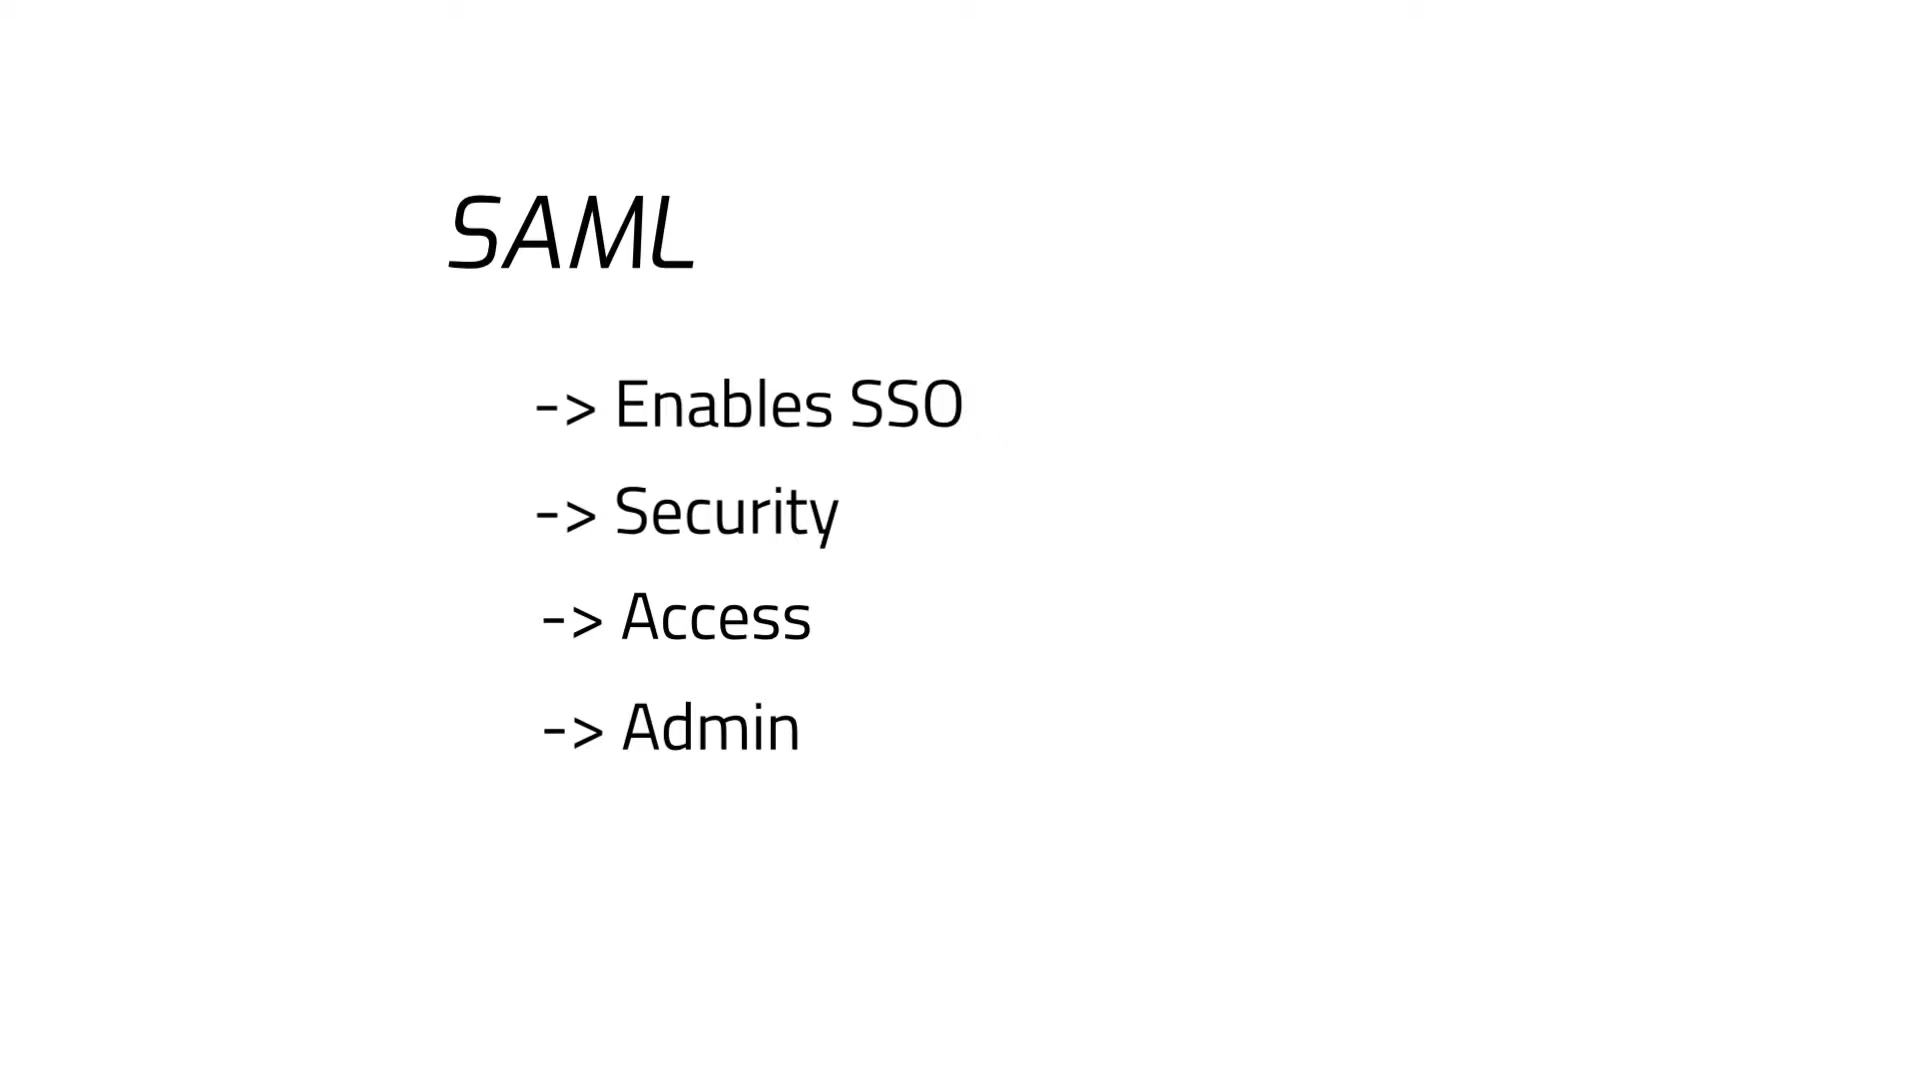 SAML
-> Enables SSO
-> Security
-> Access
-> Admin